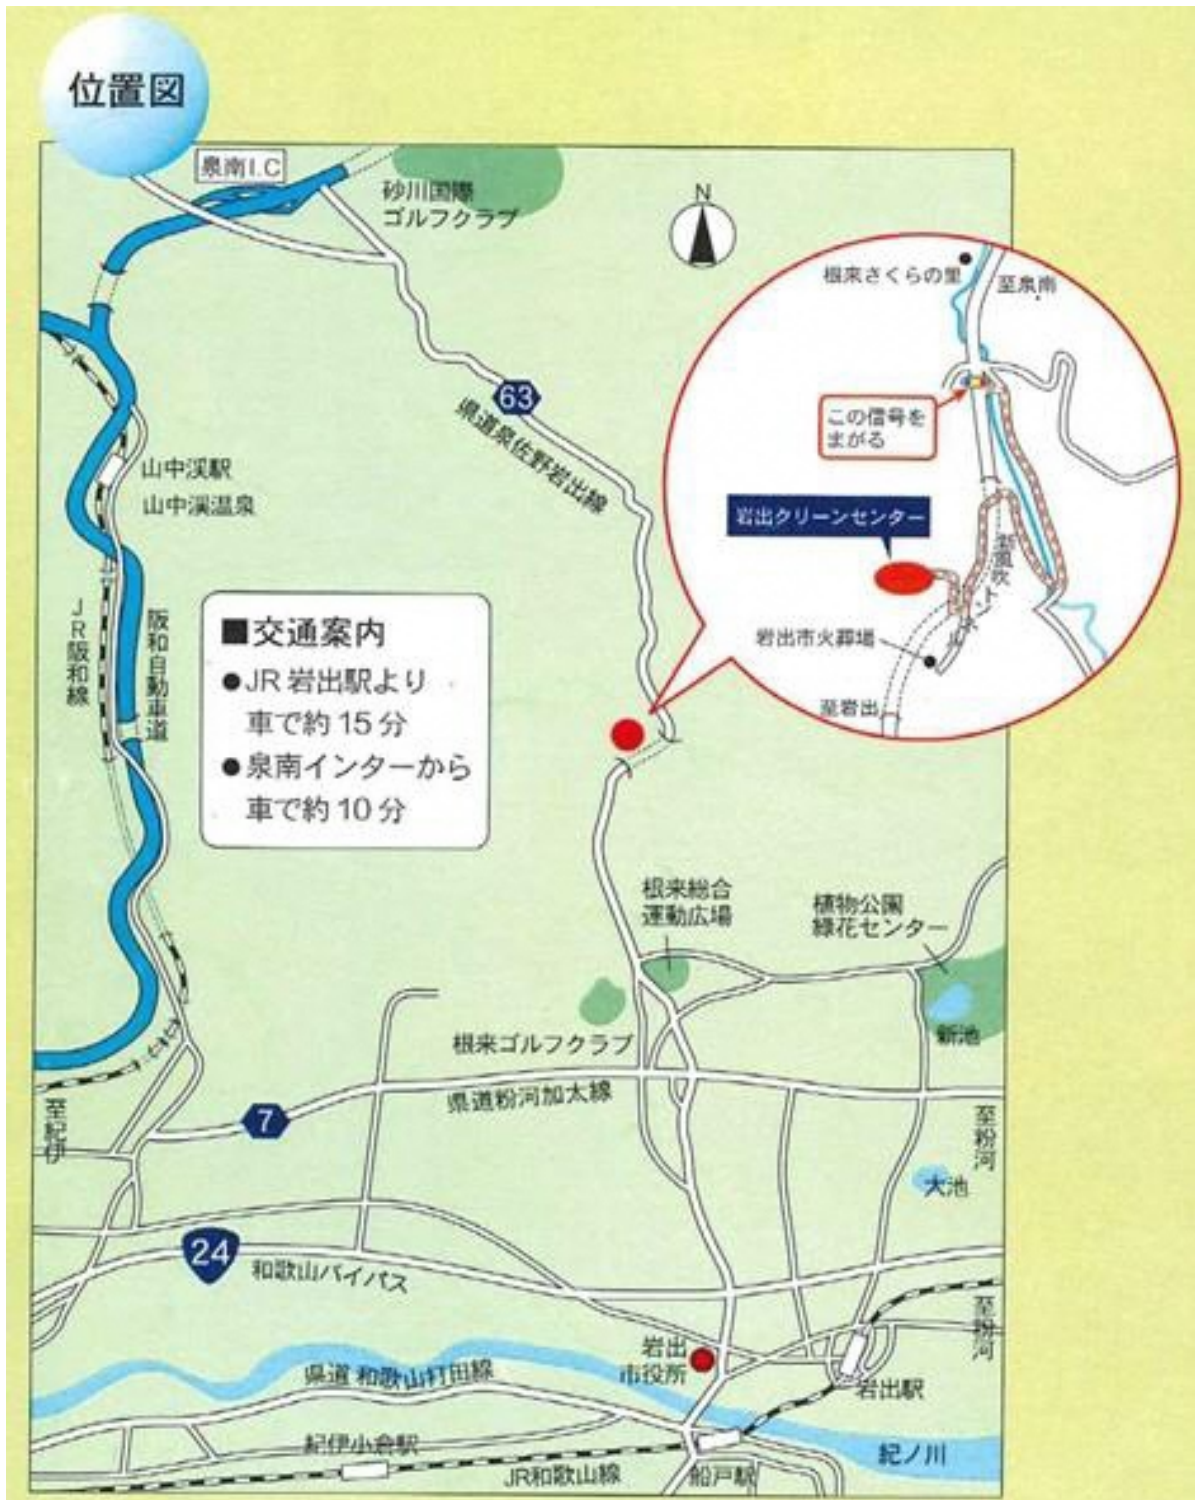 位置図
泉南I.C
砂川国際
ゴルフクラブ
N
根来さくらの里
至泉南
63
県道泉佐野岩出線
この信号を
まがる
山中渓駅
山中渓温泉
岩出クリーンセンター
新風吹トンネル
岩出市火葬場
至岩出
JR阪和線
阪和自動車道
■交通案内
●JR岩出駅より
車で約15分
●泉南インターから
車で約10分
根来総合
運動広場
植物公園
緑花センター
新池
根来ゴルフクラブ
県道粉河加太線
7
至紀伊
至粉河
大池
24
和歌山バイパス
至粉河
岩出
市役所
岩出駅
県道 和歌山打田線
紀伊小倉駅
JR和歌山線
船戸駅
紀ノ川